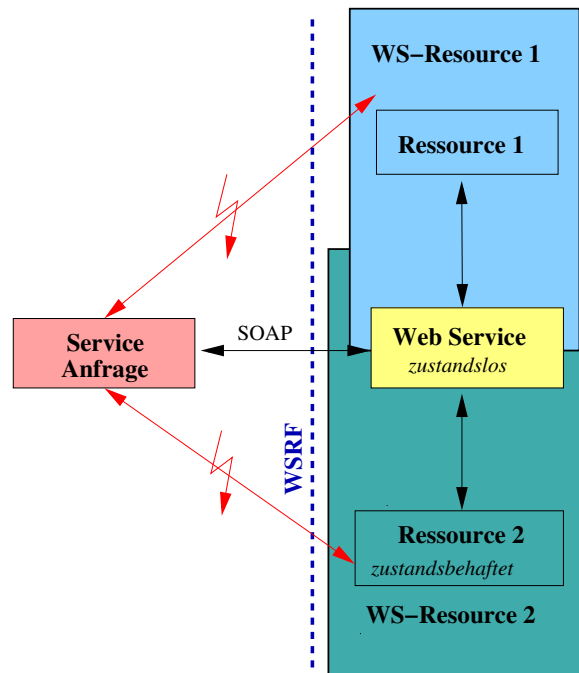 WS–Resource 1
Ressource 1
SOAP
Service
Anfrage
Web Service
zustandslos
WSRF
Ressource 2
zustandsbehaftet
WS–Resource 2